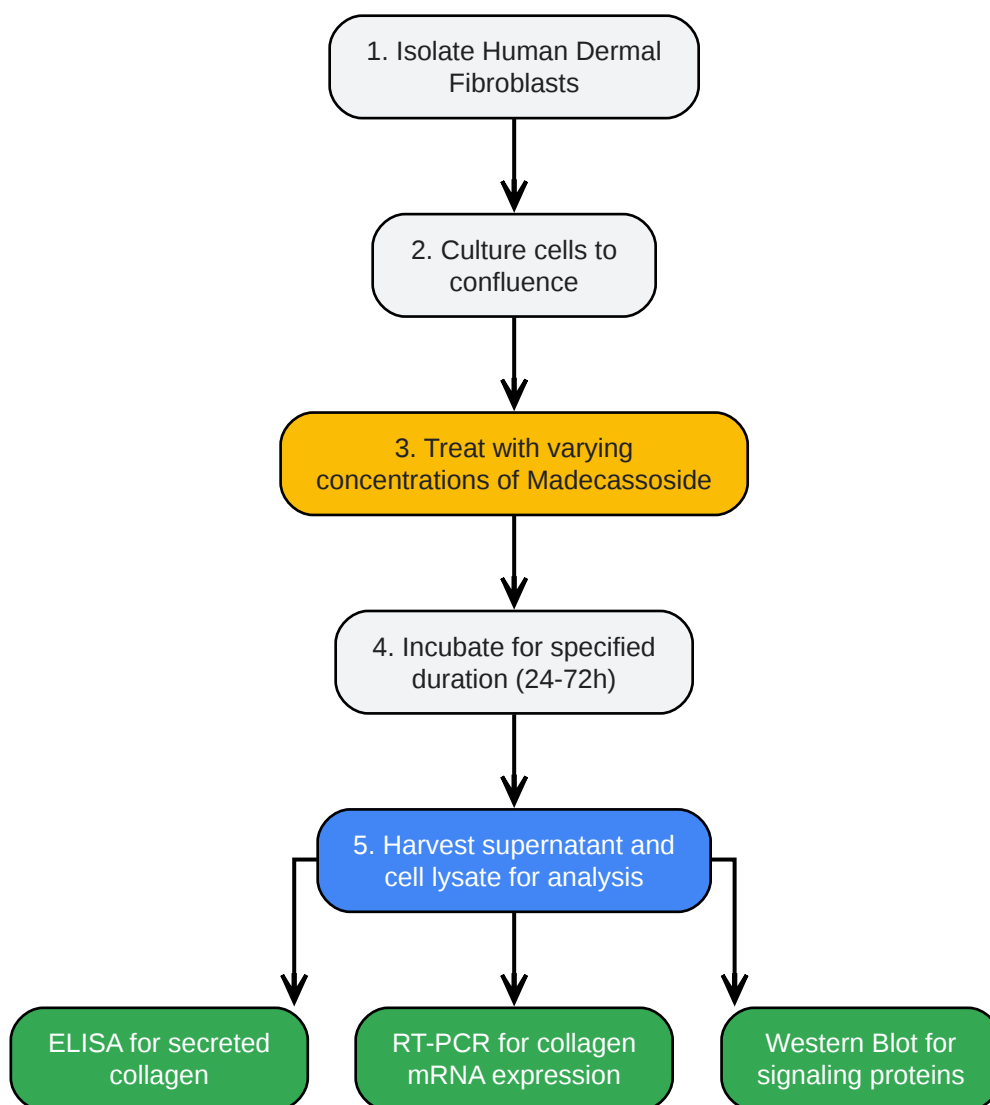 1. Isolate Human Dermal
Fibroblasts
2. Culture cells to
confluence
3. Treat with varying
concentrations of Madecassoside
4. Incubate for specified
duration (24-72h)
5. Harvest supernatant and
cell lysate for analysis
ELISA for secreted
collagen
RT-PCR for collagen
mRNA expression
Western Blot for
signaling proteins